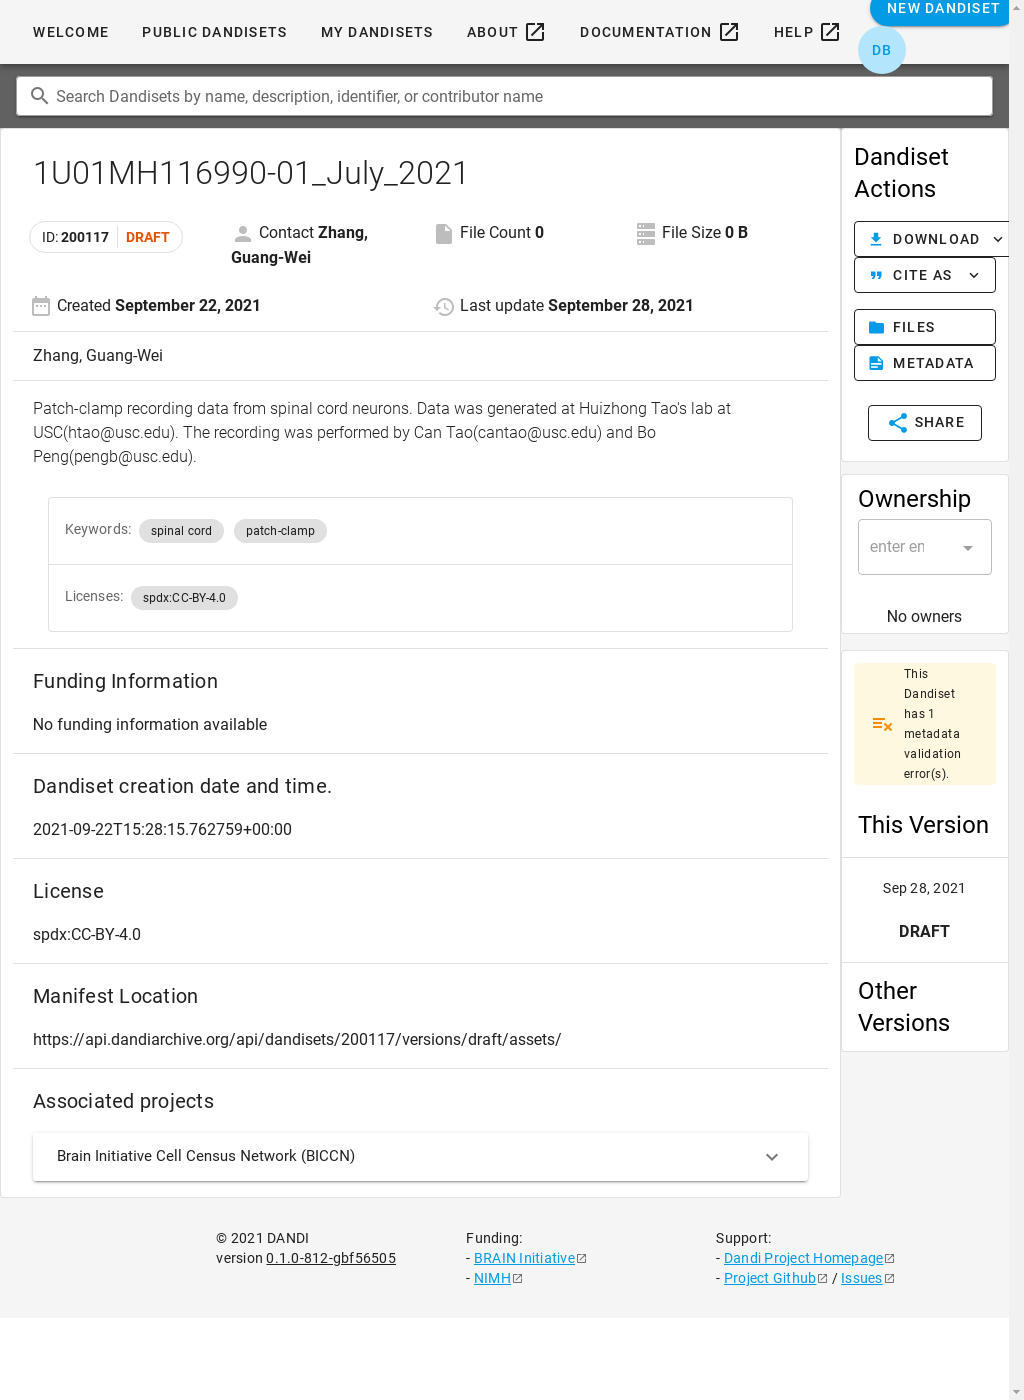 WELCOME PUBLIC DANDISETS MY DANDISETS ABOUT DOCUMENTATION HELP NEW DANDISET
DB
Search Dandisets by name, description, identifier, or contributor name
1U01MH116990-01_July_2021
ID: 200117 DRAFT
Contact Zhang, Guang-Wei
File Count 0
File Size 0 B
Created September 22, 2021
Last update September 28, 2021
Zhang, Guang-Wei
Patch-clamp recording data from spinal cord neurons. Data was generated at Huizhong Tao's lab at
USC(htao@usc.edu). The recording was performed by Can Tao(cantao@usc.edu) and Bo
Peng(pengb@usc.edu).
Keywords: spinal cord patch-clamp
Licenses: spdx:CC-BY-4.0
Funding Information
No funding information available
Dandiset creation date and time.
2021-09-22T15:28:15.762759+00:00
License
spdx:CC-BY-4.0
Manifest Location
https://api.dandiarchive.org/api/dandisets/200117/versions/draft/assets/
Associated projects
Brain Initiative Cell Census Network (BICCN)
Dandiset
Actions
DOWNLOAD
CITE AS
FILES
METADATA
SHARE
Ownership
enter en
No owners
This
Dandiset
has 1
metadata
validation
error(s).
This Version
Sep 28, 2021
DRAFT
Other
Versions
© 2021 DANDI
version 0.1.0-812-gbf56505
Funding:
- BRAIN Initiative
- NIMH
Support:
- Dandi Project Homepage
- Project Github / Issues